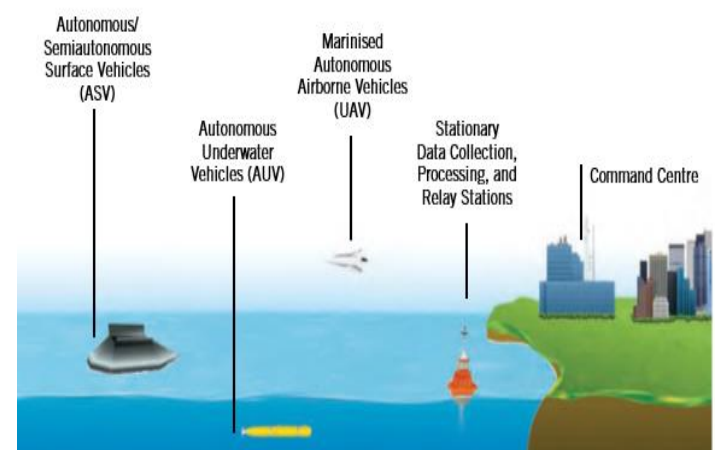 Autonomous/
Semiautonomous
Surface Vehicles
(ASV)
Autonomous
Underwater
Vehicles (AUV)
Marinised
Autonomous
Airborne Vehicles
(UAV)
Stationary
Data Collection,
Processing, and
Relay Stations
Command Centre